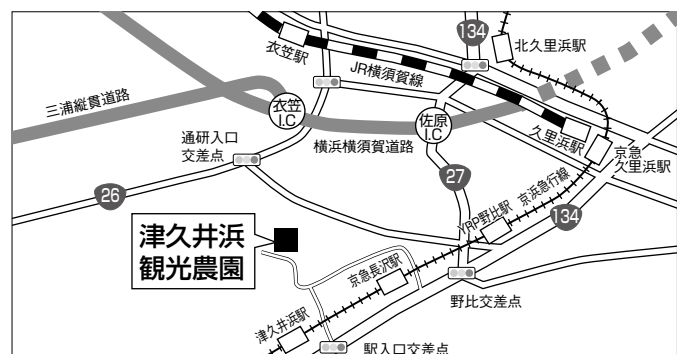 134
衣笠駅
北久里浜駅
JR横須賀線
三浦縦貫道路
衣笠
I.C
佐原
I.C
久里浜駅
通研入口
交差点
横浜横須賀道路
京急
久里浜駅
27
26
YRP野比駅
京浜急行線
134
津久井浜
観光農園
京急長沢駅
野比交差点
津久井浜駅
駅入口交差点